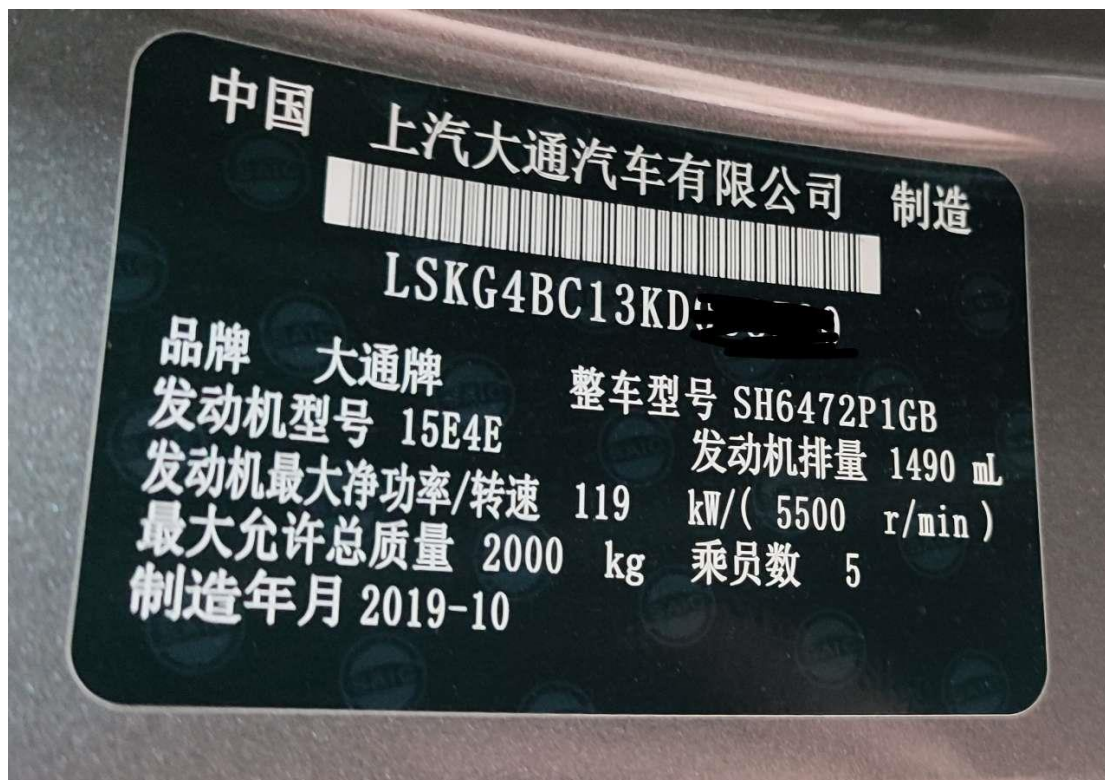 中国 上汽大通汽车有限公司 制造
LSKG4BC13KD
品牌 大通牌 整车型号 SH6472P1GB
发动机型号 15E4E 发动机排量 1490 mL
发动机最大净功率/转速 119 kW/( 5500 r/min )
最大允许总质量 2000 kg 乘员数 5
制造年月 2019-10